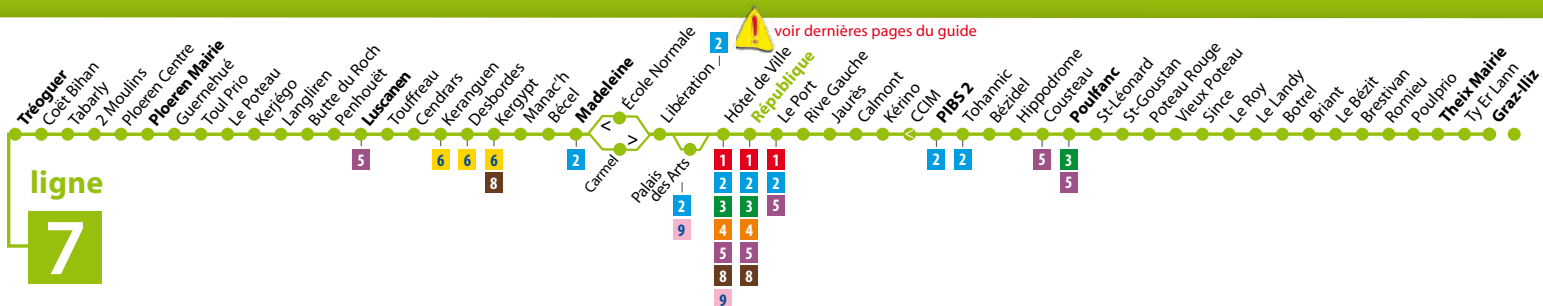 voir dernières pages du guide
Tréoguer
Coët Bihan
Tabarly
2 Moulins
Ploeren Centre
Ploeren Mairie
Guernehué
Toul Prio
Le Poteau
Kerjégo
Langliren
Butte du Roch
Penhouët
Luscanen
Touffreau
Cendrars
Keranguen
Desbordes
Kergypt
Manac'h
Bécel
Madeleine
École Normale
Carmel
Libération
2
Palais
des Arts
Hôtel de Ville
République
Le Port
Rive Gauche
Jaurès
Calmont
Kérino
CCIM
PIBS 2
Tohannic
Bézidel
Hippodrome
Cousteau
Poulfanc
St-Léonard
St-Goustan
Poteau Rouge
Vieux Poteau
Since
Le Roy
Le Landy
Botrel
Briant
Le Bézit
Brestivan
Romieu
Poulprio
Theix Mairie
Ty Er Lann
Graz-Iliz
< >
5 6 6 6 2 1 1 1 2 2 5 3
8 2 2 2 5
2 3 3 5
9 4 4
5 5
8 8
9
ligne
7